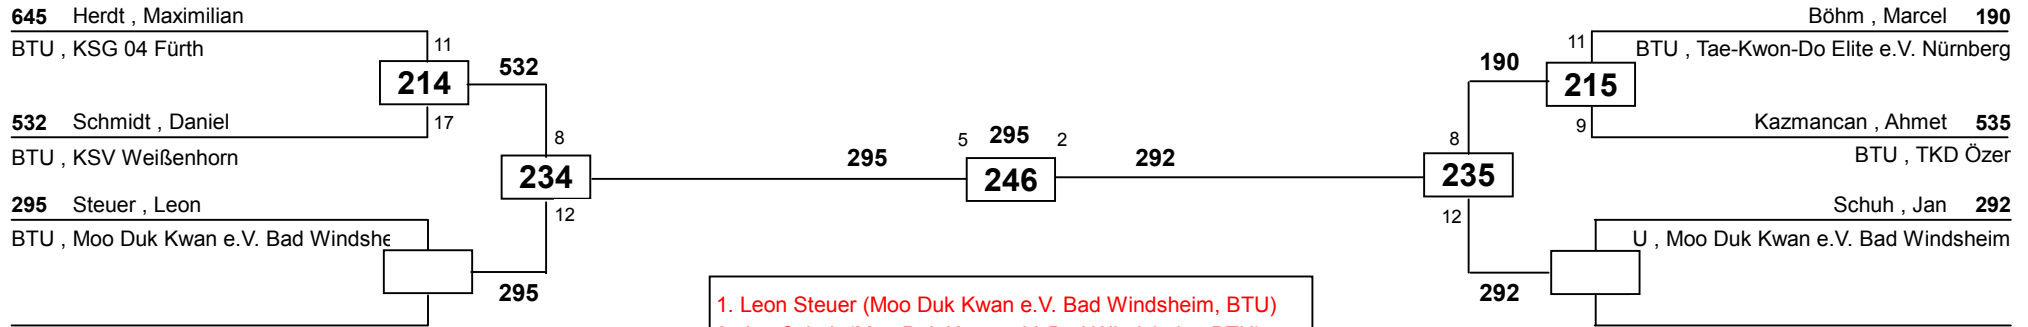 645 Herdt , Maximilian
BTU , KSG 04 Fürth
11
214
532
532 Schmidt , Daniel
17
BTU , KSV Weißenhorn
8
234
295
12
295 Steuer , Leon
BTU , Moo Duk Kwan e.V. Bad Windshe
295
5 295 2
246
292
Böhm , Marcel 190
BTU , Tae-Kwon-Do Elite e.V. Nürnberg
11
190
215
9
Kazmancan , Ahmet 535
BTU , TKD Özer
8
235
12
Schuh , Jan 292
U , Moo Duk Kwan e.V. Bad Windsheim
292
1. Leon Steuer (Moo Duk Kwan e.V. Bad Windsheim, BTU)